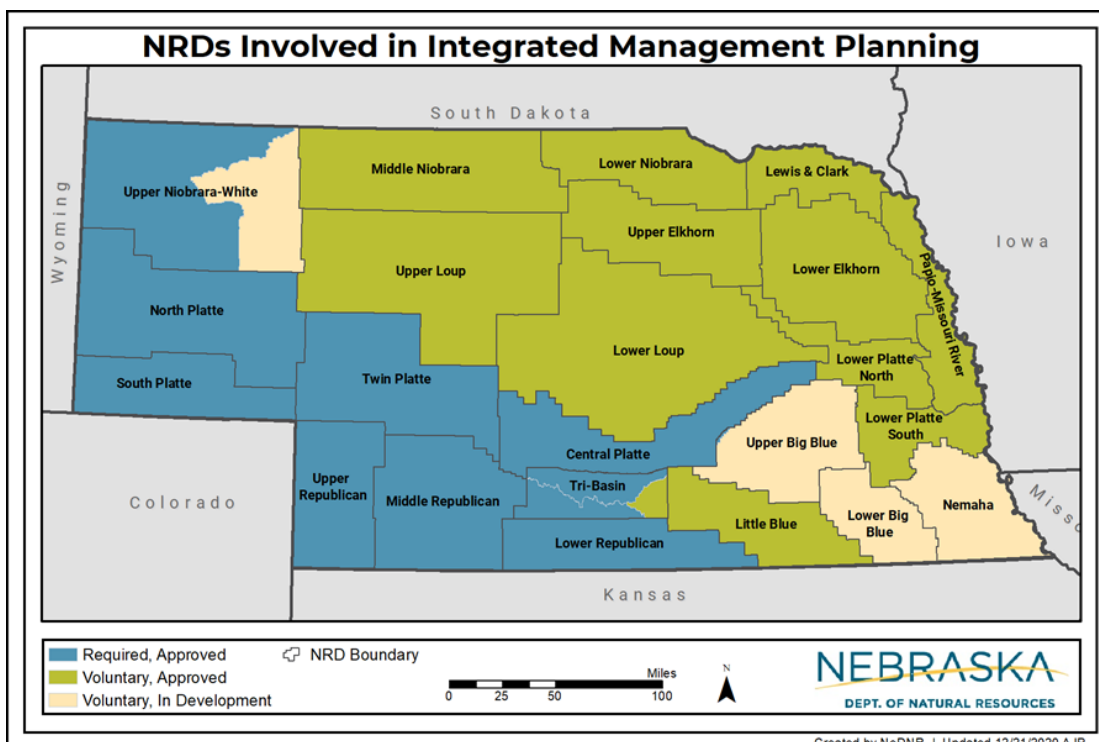 NRDs Involved in Integrated Management Planning
South Dakota
Middle Niobrara
Lower Niobrara
Lewis & Clark
Upper Niobrara-White
Wyoming
Upper Elkhorn
Iowa
Upper Loup
Lower Elkhorn
Papio-Missouri River
North Platte
Lower Loup
Lower Platte
North
South Platte
Twin Platte
Lower Platte
South
Upper Big Blue
Central Platte
Upper
Republican
Tri-Basin
Middle Republican
Colorado
Nemaha
Lower Big
Blue
Little Blue
Lower Republican
Kansas
Required, Approved
NRD Boundary
Voluntary, Approved
Voluntary, In Development
Miles
0 25 50 100
N
NEBRASKA
DEPT. OF NATURAL RESOURCES